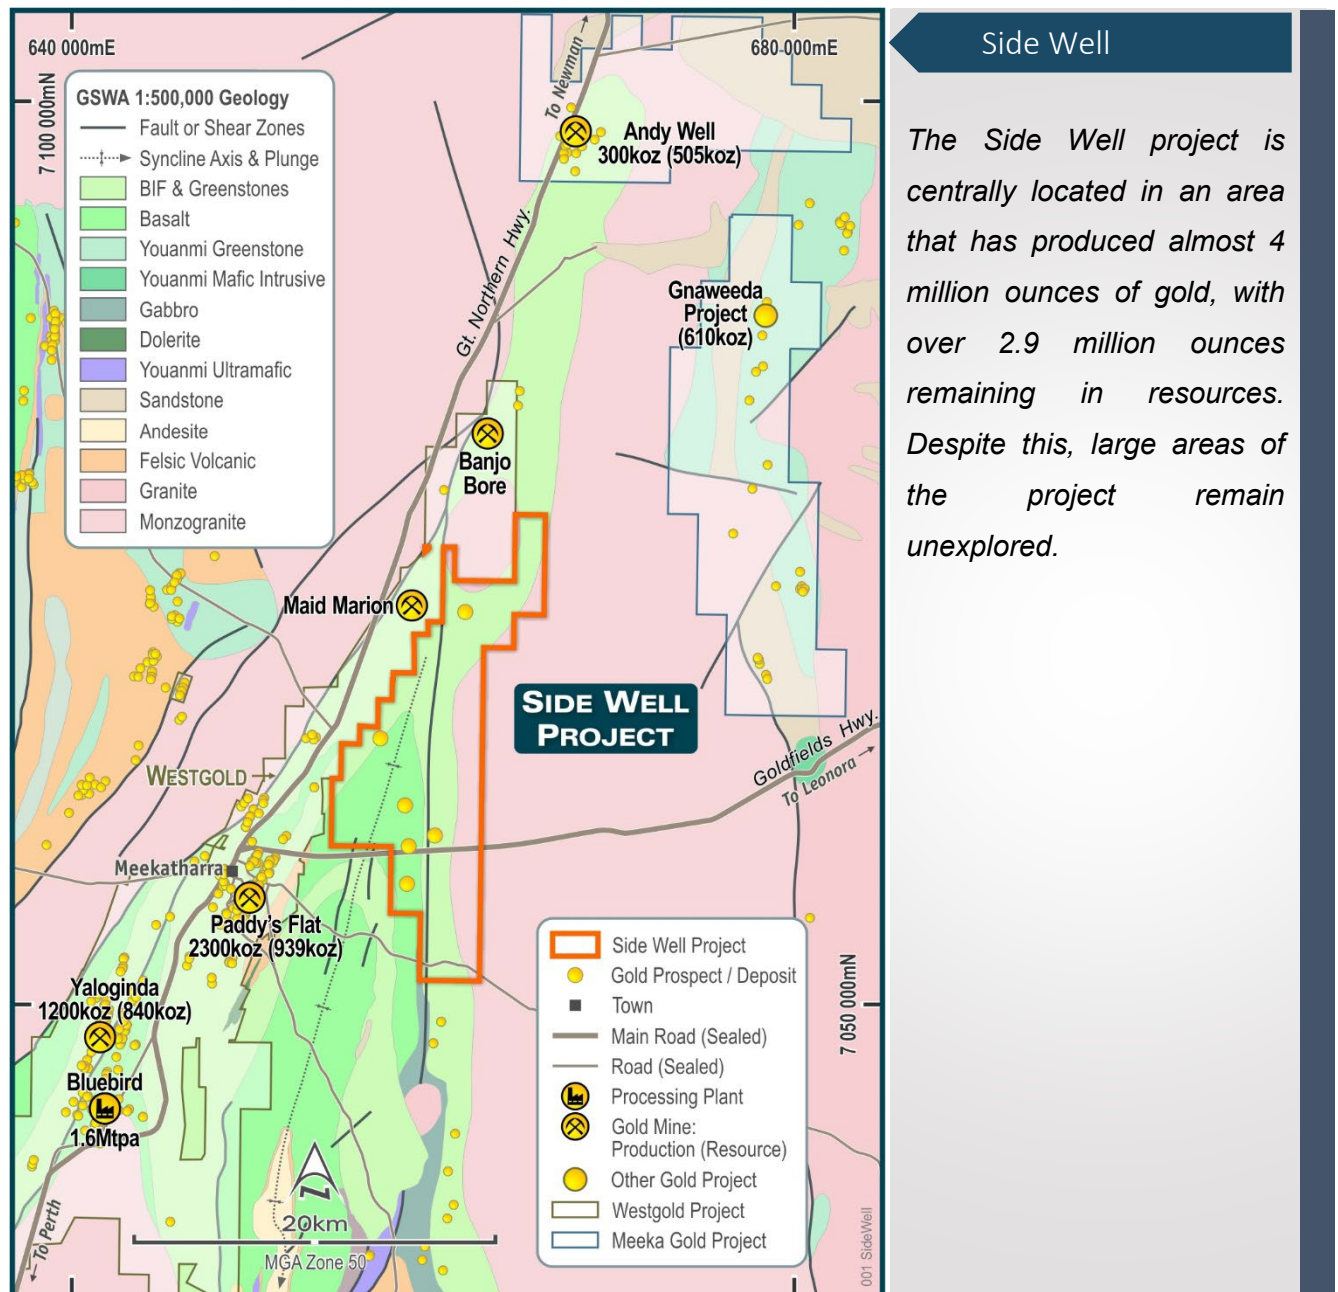 640 000mE
680 000mE
7 100 000mN
To Newman
GSWA 1:500,000 Geology
Fault or Shear Zones
Syncline Axis & Plunge
BIF & Greenstones
Basalt
Youanmi Greenstone
Youanmi Mafic Intrusive
Gabbro
Dolerite
Youanmi Ultramafic
Sandstone
Andesite
Felsic Volcanic
Granite
Monzogranite
Andy Well
300koz (505koz)
Gt. Northern Hwy.
Gnaweeda
Project
(610koz)
Banjo
Bore
Maid Marion
SIDE WELL
PROJECT
WESTGOLD
Goldfields Hwy.
To Leonora
Meekatharra
Paddy's Flat
2300koz (939koz)
Yaloginda
1200koz (840koz)
Bluebird
1.6Mtpa
To Perth
7 050 000mN
Side Well Project
Gold Prospect / Deposit
Town
Main Road (Sealed)
Road (Sealed)
Processing Plant
Gold Mine:
Production (Resource)
Other Gold Project
Westgold Project
Meeka Gold Project
N
20km
MGA Zone 50
001 SideWell
Side Well
The Side Well project is
centrally located in an area
that has produced almost 4
million ounces of gold, with
over 2.9 million ounces
remaining in resources.
Despite this, large areas of
the project remain
unexplored.